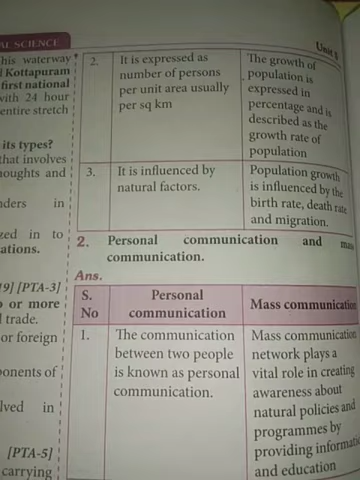 AL SCIENCE
Unit
his waterway
Kottapuram
first national
with 24 hour
entire stretch
its types?
that involves
houghts and
nders in
zed in to
ations.
19] [PTA-3]
or more
l trade.
or foreign
onents of
lved in
[PTA-5]
carrying
2. It is expressed as
number of persons
per unit area usually
per sq km
The growth of
population is
expressed in
percentage and is
described as the
growth rate of
population
3. It is influenced by
natural factors.
Population growth
is influenced by the
birth rate, death rate
and migration.
2. Personal communication and mass
communication.
Ans.
S.
No
Personal
communication
Mass communication
1. The communication
between two people
is known as personal
communication.
Mass communication
network plays a
vital role in creating
awareness about
natural policies and
programmes by
providing informati
and education